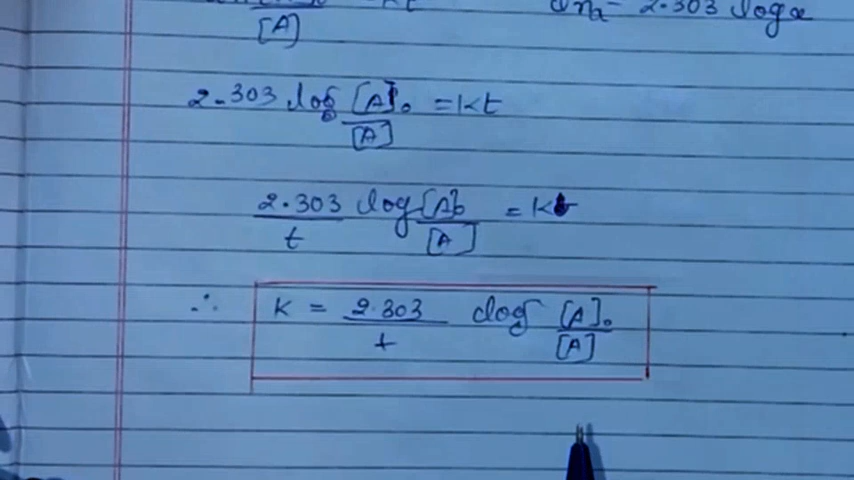 ln x = 2.303 log x
[A]
2.303 log [A]₀ = Kt
[A]
2.303 log [A]₀ = K
t [A]
∴ K = 2.303 log [A]₀
t [A]